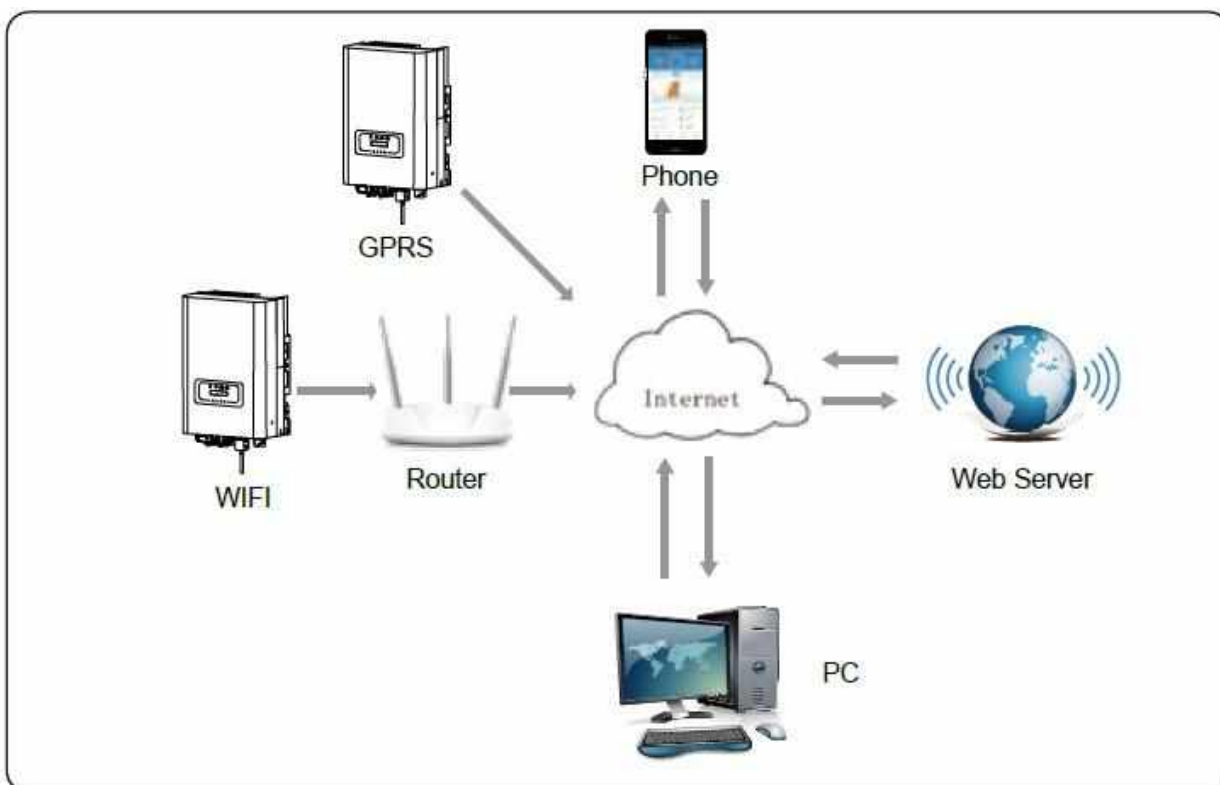 Phone
GPRS
Internet
WIFI
Router
Web Server
PC